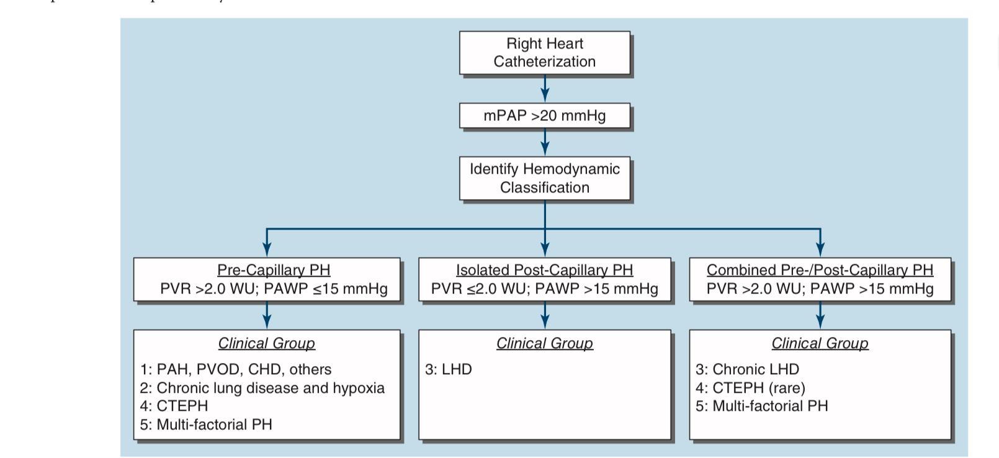 Right Heart
Catheterization
mPAP >20 mmHg
Identify Hemodynamic
Classification
Pre-Capillary PH
PVR >2.0 WU; PAWP ≤15 mmHg
Isolated Post-Capillary PH
PVR ≤2.0 WU; PAWP >15 mmHg
Combined Pre-/Post-Capillary PH
PVR >2.0 WU; PAWP >15 mmHg
Clinical Group
1: PAH, PVOD, CHD, others
2: Chronic lung disease and hypoxia
4: CTEPH
5: Multi-factorial PH
Clinical Group
3: LHD
Clinical Group
3: Chronic LHD
4: CTEPH (rare)
5: Multi-factorial PH